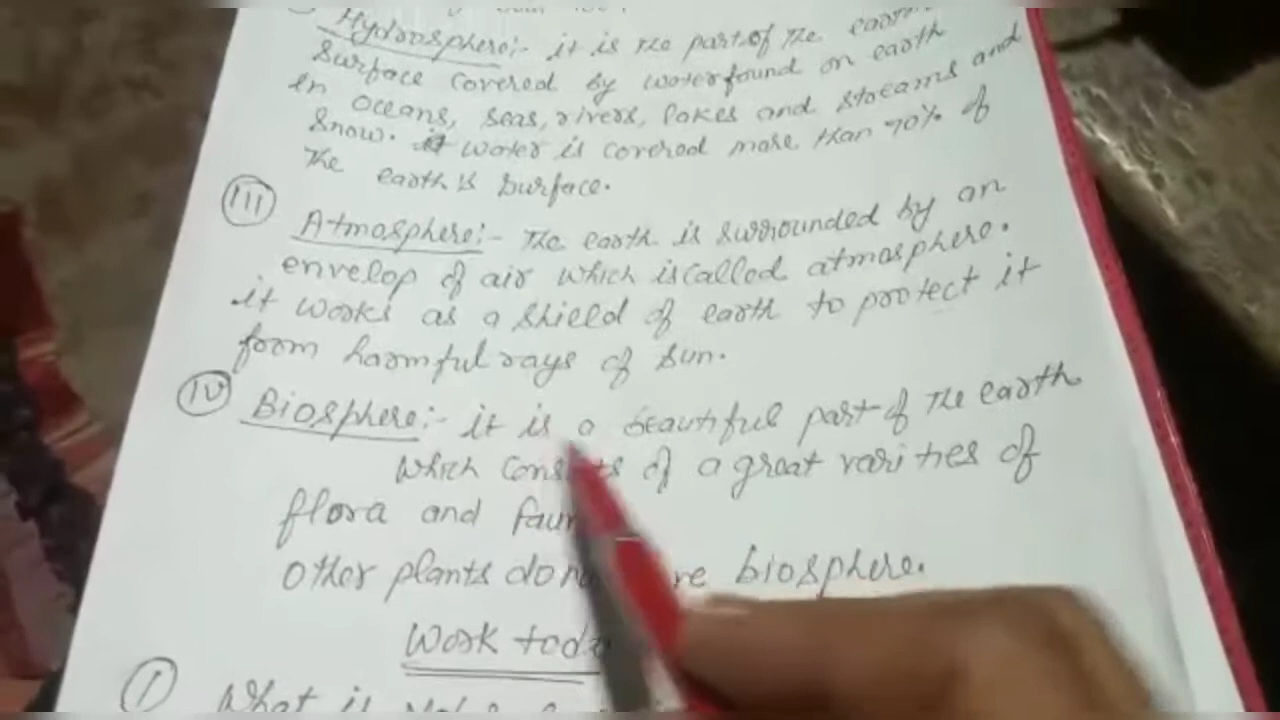 Hydrosphere:- it is the part of the earth
Surface covered by water found on earth
in oceans, seas, rivers, lakes and streams and
snow. water is covered more than 70% of
The earth is surface.
III
Atmosphere:- The earth is surrounded by an
envelop of air which is called atmosphere.
it works as a shield of earth to protect it
from harmful rays of sun.
IV
Biosphere:- it is a beautiful part of the earth
which consists of a great varities of
flora and
other plants do biosphere.
Work
1 What is